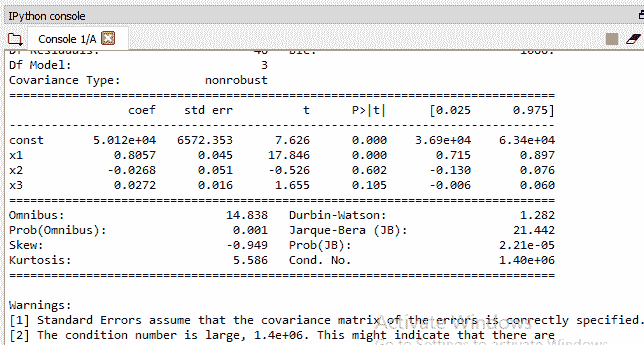 IPython console
Console 1/A
Df Residuals: 46 BIC: 1066.
Df Model: 3
Covariance Type: nonrobust
==============================================================================
coef std err t P>|t| [0.025 0.975]
------------------------------------------------------------------------------
const 5.012e+04 6572.353 7.626 0.000 3.69e+04 6.34e+04
x1 0.8057 0.045 17.846 0.000 0.715 0.897
x2 -0.0268 0.051 -0.526 0.602 -0.130 0.076
x3 0.0272 0.016 1.655 0.105 -0.006 0.060
==============================================================================
Omnibus: 14.838 Durbin-Watson: 1.282
Prob(Omnibus): 0.001 Jarque-Bera (JB): 21.442
Skew: -0.949 Prob(JB): 2.21e-05
Kurtosis: 5.586 Cond. No. 1.40e+06
==============================================================================
Warnings:
[1] Standard Errors assume that the covariance matrix of the errors is correctly specified.
[2] The condition number is large, 1.4e+06. This might indicate that there are
Activate Windows
Go to Settings to activate Windows